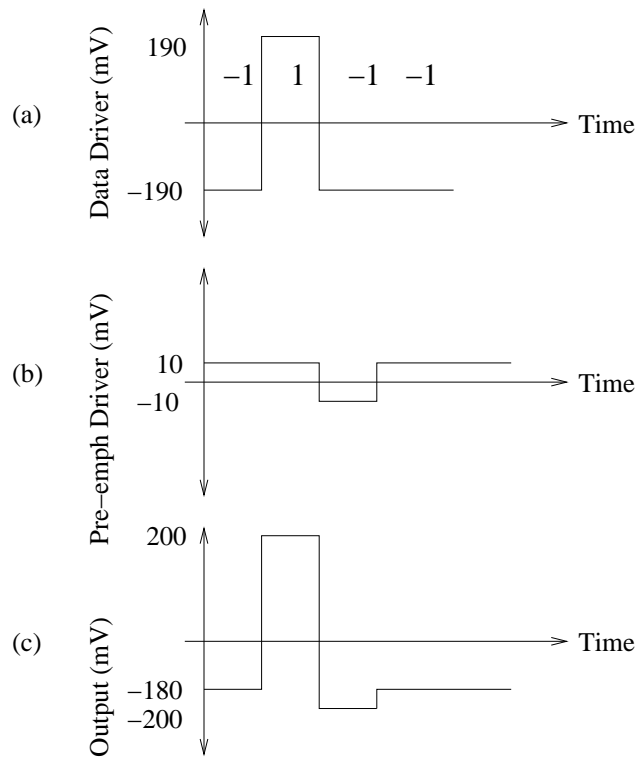 190
−1 1 −1 −1
(a)
Data Driver (mV)
Time
−190
10
(b)
Pre−emph Driver (mV)
Time
−10
200
(c)
Output (mV)
Time
−180
−200